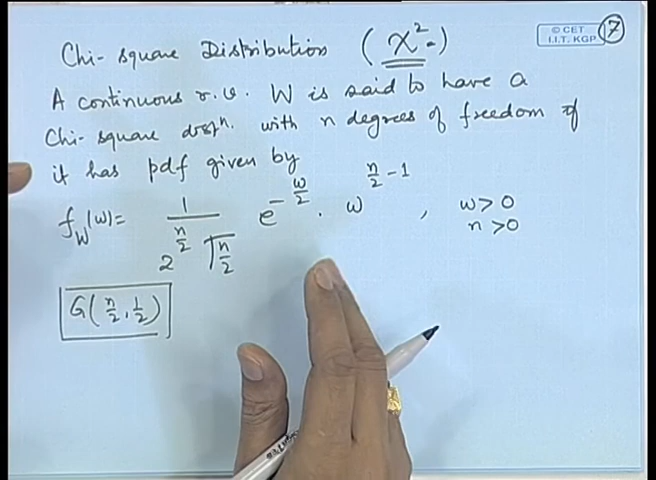 Chi-square Distribution (χ²-)
© CET
I.I.T. KGP
17
A continuous r.v. W is said to have a
Chi-square distⁿ. with n degrees of freedom if
it has pdf given by
f_W(w) = 1 / (2^(n/2) Γ(n/2)) e^(-w/2) . w^(n/2 - 1) , w > 0
n > 0
G(n/2, 1/2)